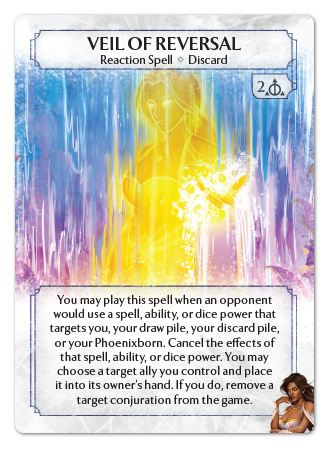 VEIL OF REVERSAL
Reaction Spell ⬦ Discard
2
You may play this spell when an opponent
would use a spell, ability, or dice power that
targets you, your draw pile, your discard pile,
or your Phoenixborn. Cancel the effects of
that spell, ability, or dice power. You may
choose a target ally you control and place
it into its owner's hand. If you do, remove a
target conjuration from the game.